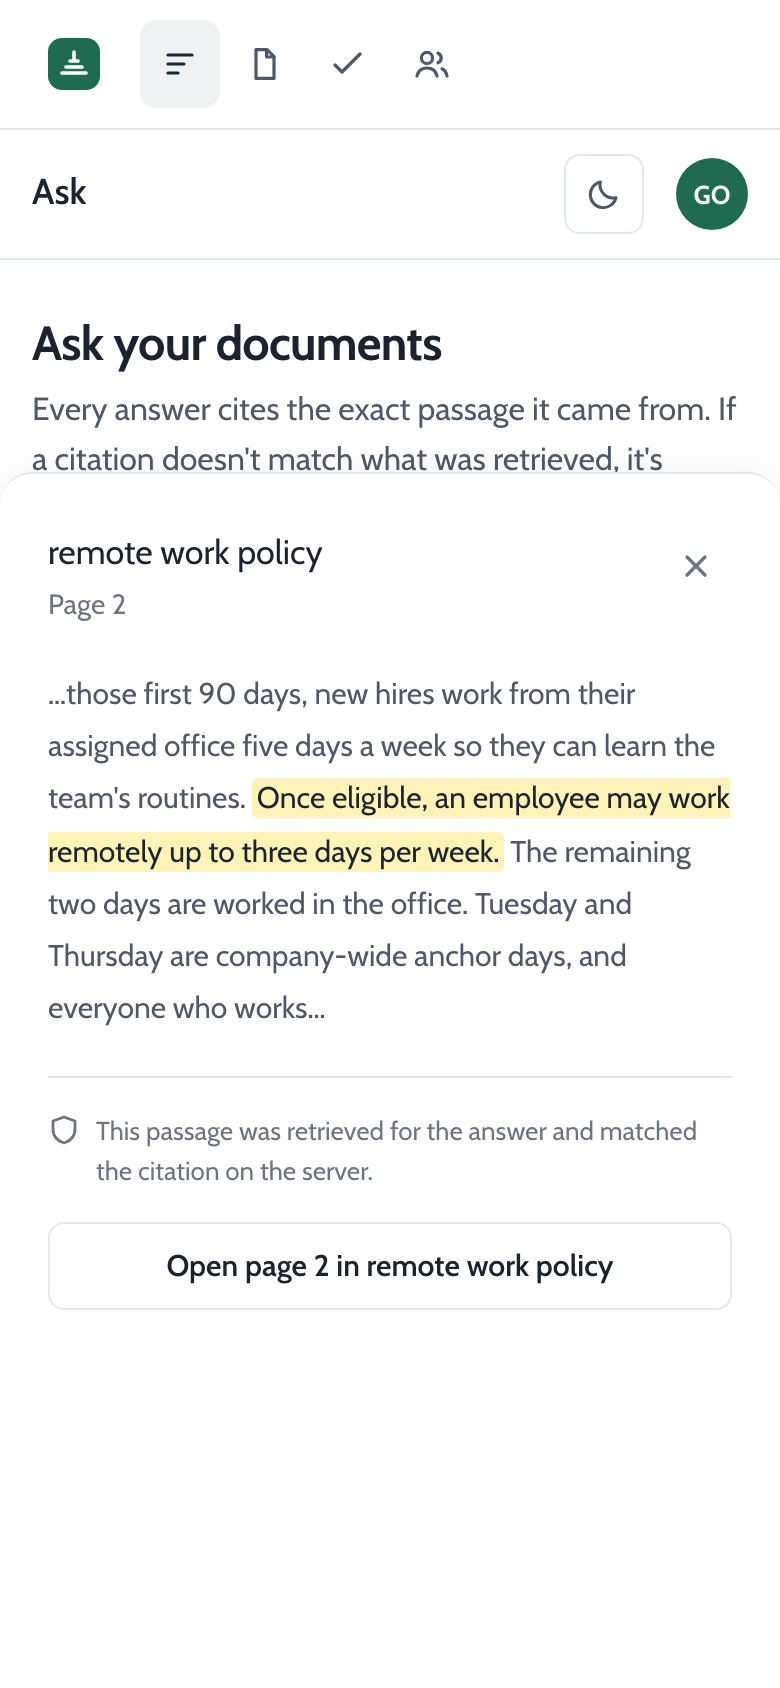 Ask
GO
Ask your documents
Every answer cites the exact passage it came from. If
a citation doesn't match what was retrieved, it's
remote work policy
Page 2
...those first 90 days, new hires work from their
assigned office five days a week so they can learn the
team's routines. Once eligible, an employee may work
remotely up to three days per week. The remaining
two days are worked in the office. Tuesday and
Thursday are company-wide anchor days, and
everyone who works...
This passage was retrieved for the answer and matched
the citation on the server.
Open page 2 in remote work policy